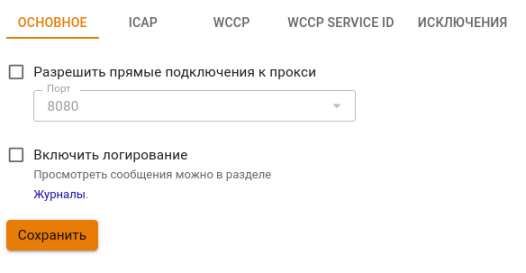 ОСНОВНОЕ ICAP WCCP WCCP SERVICE ID ИСКЛЮЧЕНИЯ
Разрешить прямые подключения к прокси
Порт
8080
Включить логирование
Просмотреть сообщения можно в разделе
Журналы.
Сохранить